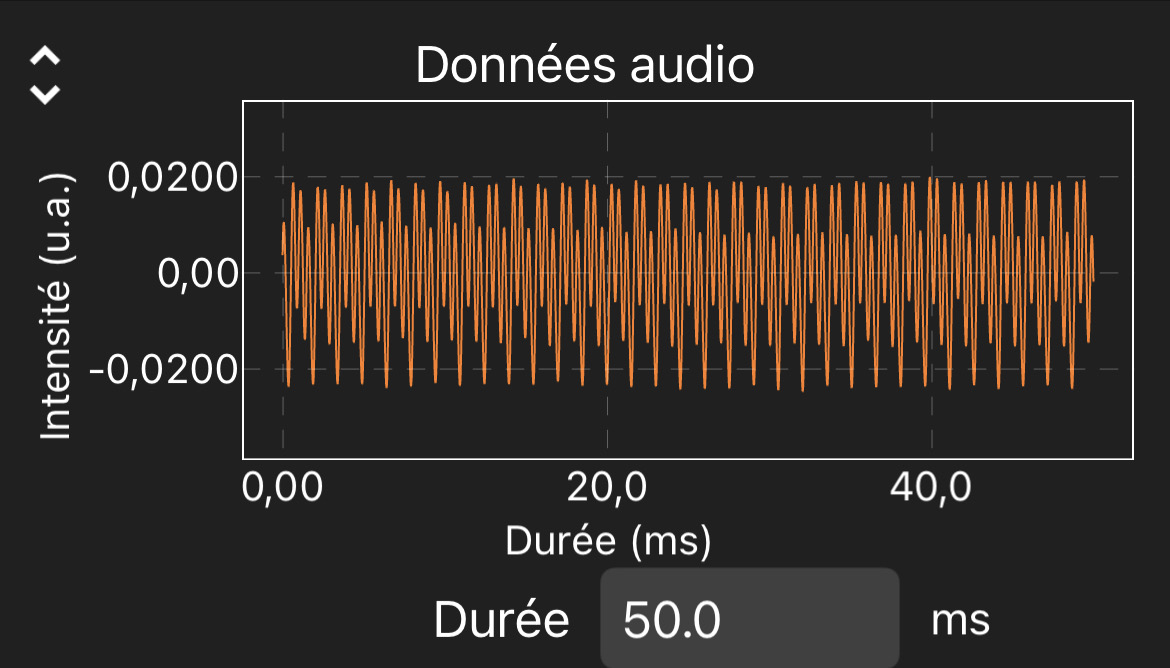 Données audio
Intensité (u.a.)
0,0200
0,00
-0,0200
0,00 20,0 40,0
Durée (ms)
Durée 50.0 ms